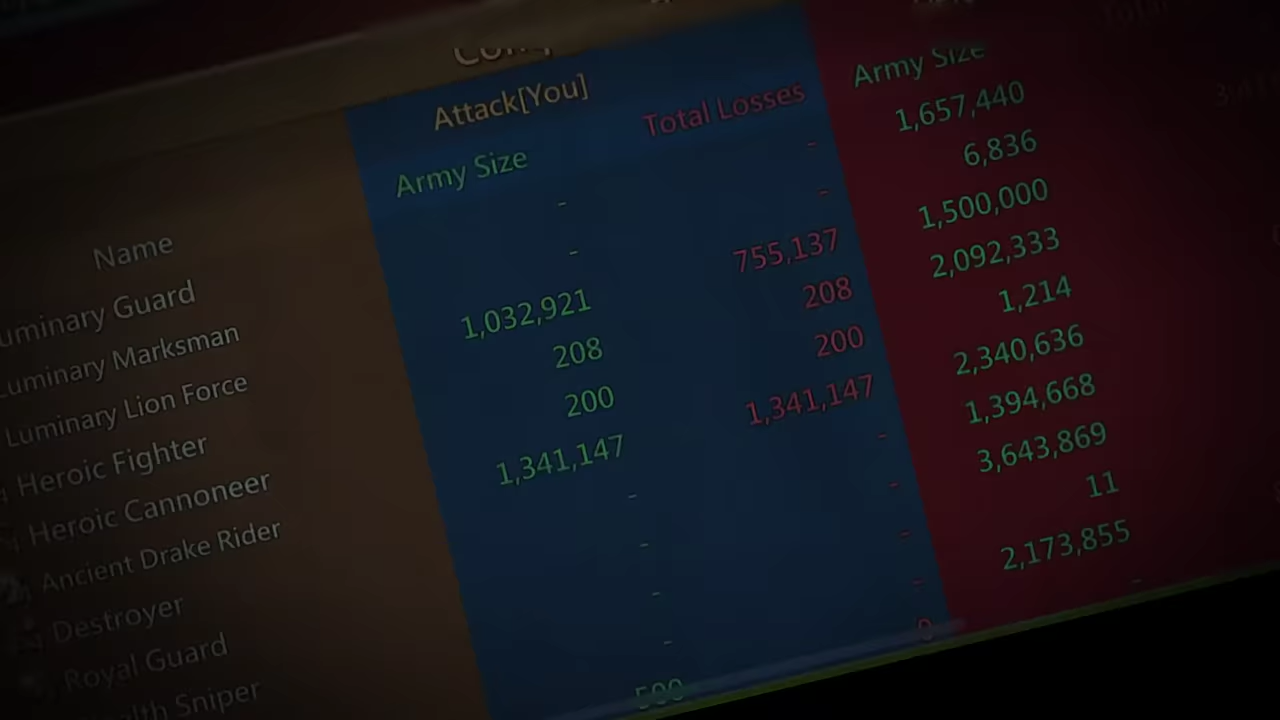 Attack[You]
Name Army Size Total Losses Army Size
uminary Guard - - 1,657,440
Luminary Marksman - - 6,836
Luminary Lion Force 1,032,921 755,137 1,500,000
Heroic Fighter 208 208 2,092,333
Heroic Cannoneer 200 200 1,214
Ancient Drake Rider 1,341,147 1,341,147 2,340,636
Destroyer - - 1,394,668
Royal Guard - - 3,643,869
Sniper - - 11
- - 2,173,855
500 0 -